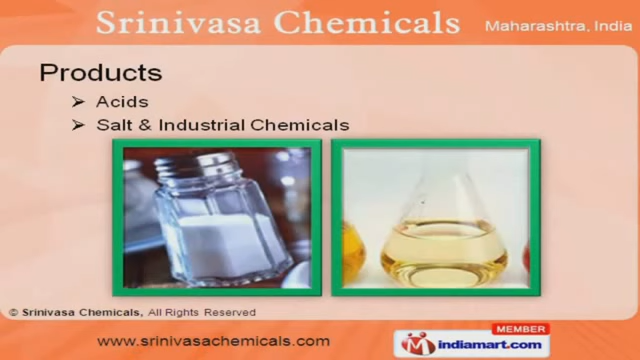 Srinivasa Chemicals
Maharashtra, India
Products
Acids
Salt & Industrial Chemicals
© Srinivasa Chemicals, All Rights Reserved
www.srinivasachemicals.com
MEMBER
indiamart.com